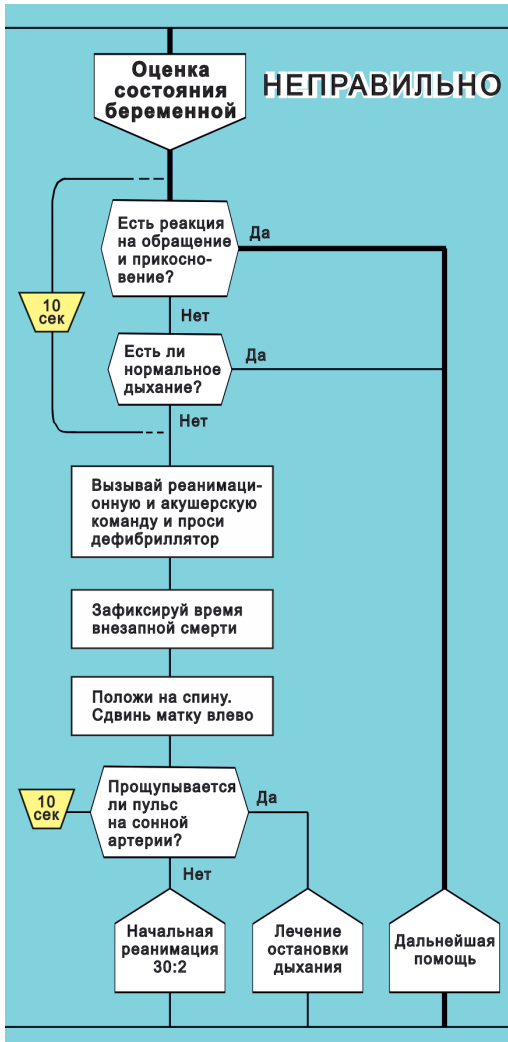 Оценка
состояния
беременной
НЕПРАВИЛЬНО
Есть реакция
на обращение
и прикосно-
вение?
Да
Нет
10
сек
Есть ли
нормальное
дыхание?
Да
Нет
Вызывай реанимаци-
онную и акушерскую
команду и проси
дефибриллятор
Зафиксируй время
внезапной смерти
Положи на спину.
Сдвинь матку влево
10
сек
Прощупывается
ли пульс
на сонной
артерии?
Да
Нет
Начальная
реанимация
30:2
Лечение
остановки
дыхания
Дальнейшая
помощь